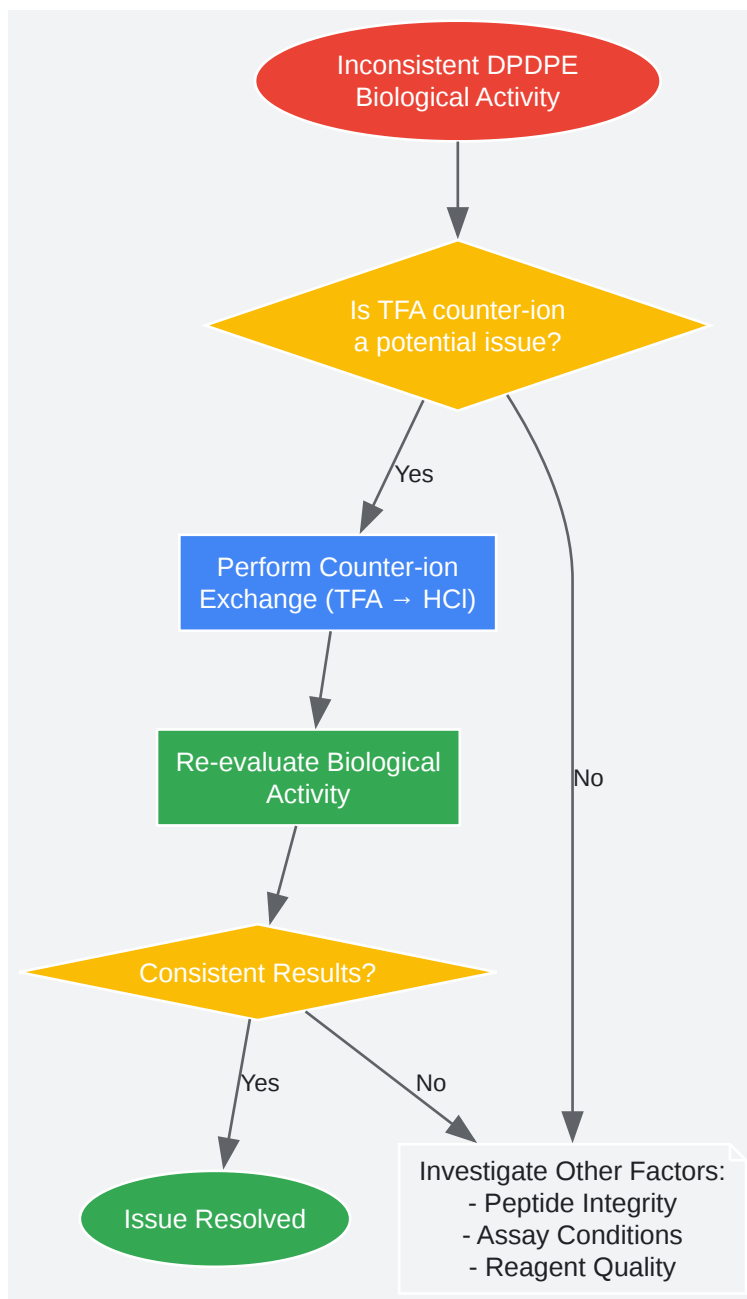 Inconsistent DPDPE
Biological Activity
Is TFA counter-ion
a potential issue?
Yes
Perform Counter-ion
Exchange (TFA → HCl)
Re-evaluate Biological
Activity
No
Consistent Results?
Yes
No
Issue Resolved
Investigate Other Factors:
- Peptide Integrity
- Assay Conditions
- Reagent Quality